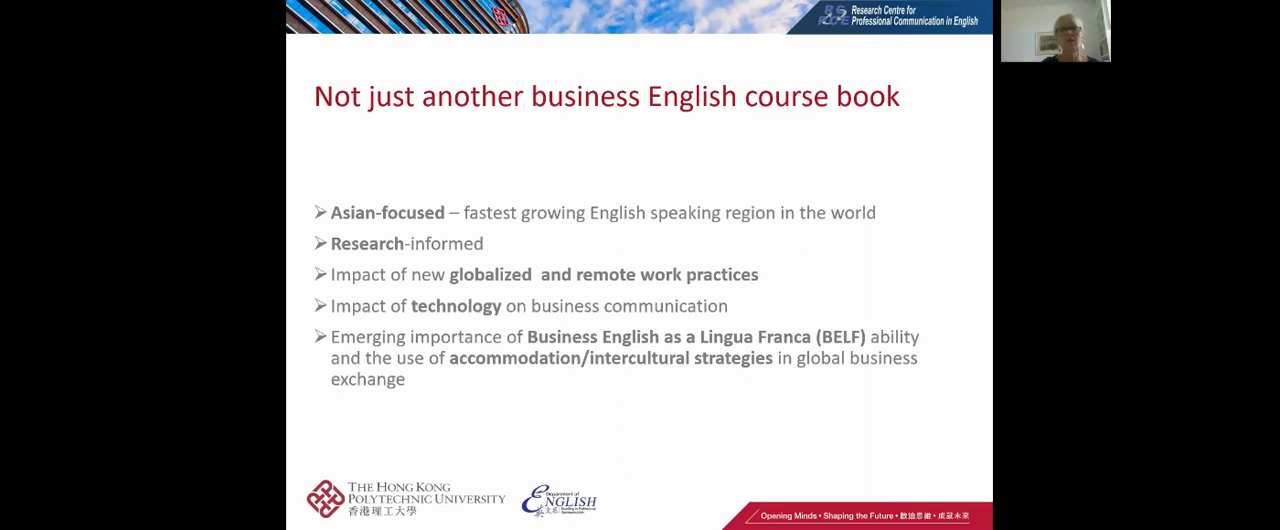 Research Centre for
Professional Communication in English
Not just another business English course book
➢Asian-focused – fastest growing English speaking region in the world
➢Research-informed
➢Impact of new globalized and remote work practices
➢Impact of technology on business communication
➢Emerging importance of Business English as a Lingua Franca (BELF) ability
and the use of accommodation/intercultural strategies in global business
exchange
THE HONG KONG
POLYTECHNIC UNIVERSITY
香港理工大學
Department of
ENGLISH
英文系
Opening Minds • Shaping the Future • 啟迪思維 • 成就未來